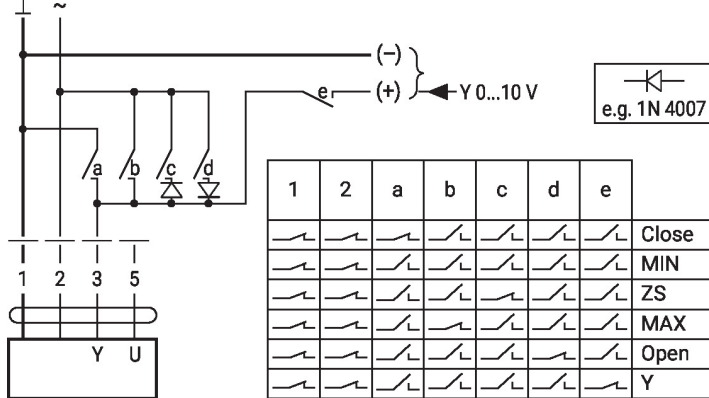 ⊥ ~
(−)
e (+) Y 0...10 V
e.g. 1N 4007
a b c d
1 2 a b c d e
Close
MIN
1 2 3 5 ZS
MAX
Y U Open
Y